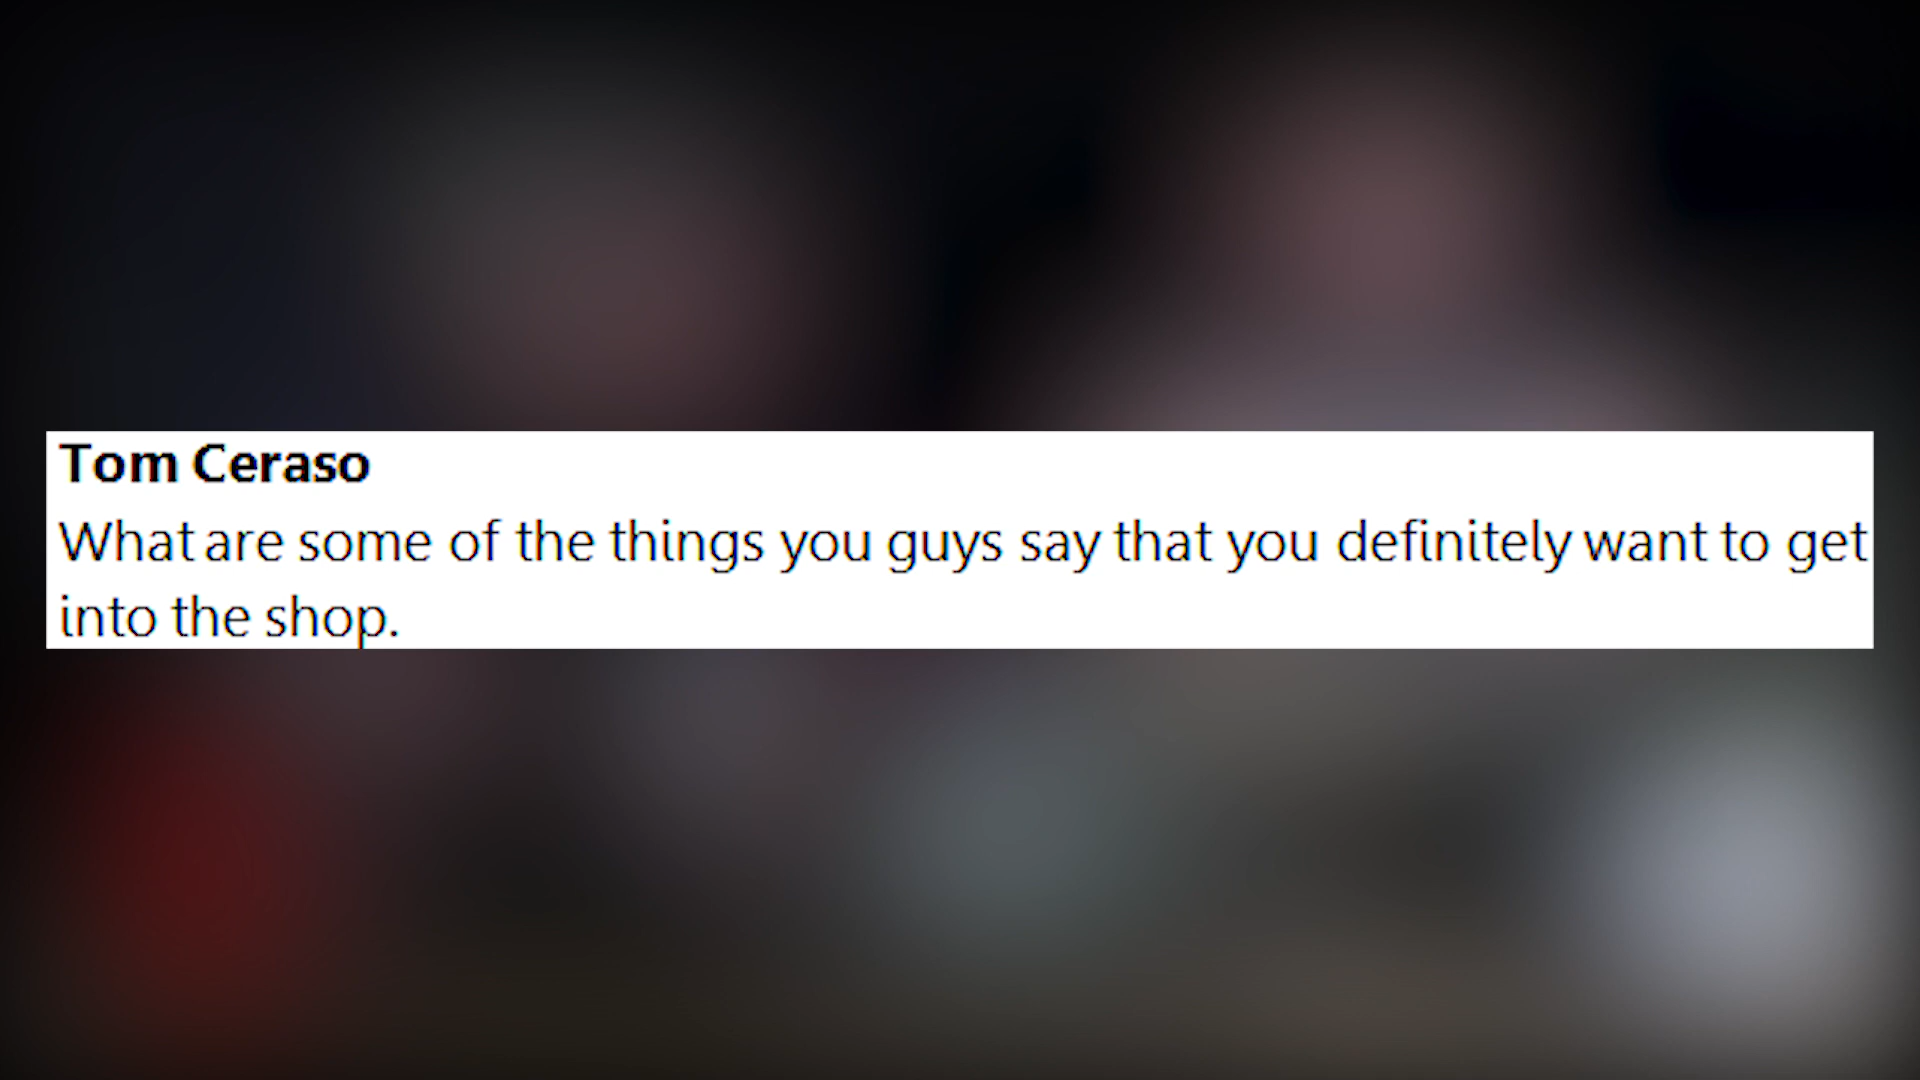 Tom Ceraso
What are some of the things you guys say that you definitely want to get
into the shop.